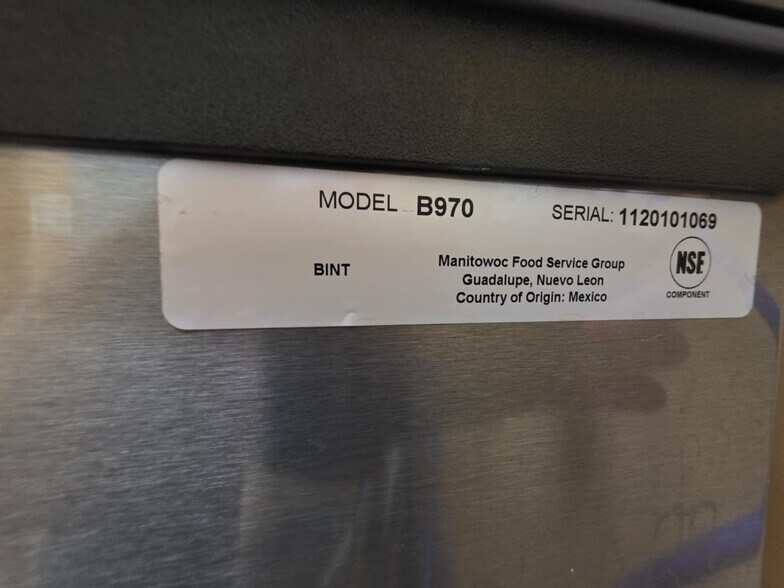 MODEL B970 SERIAL: 1120101069
BINT
Manitowoc Food Service Group
Guadalupe, Nuevo Leon
Country of Origin: Mexico
NSF
COMPONENT